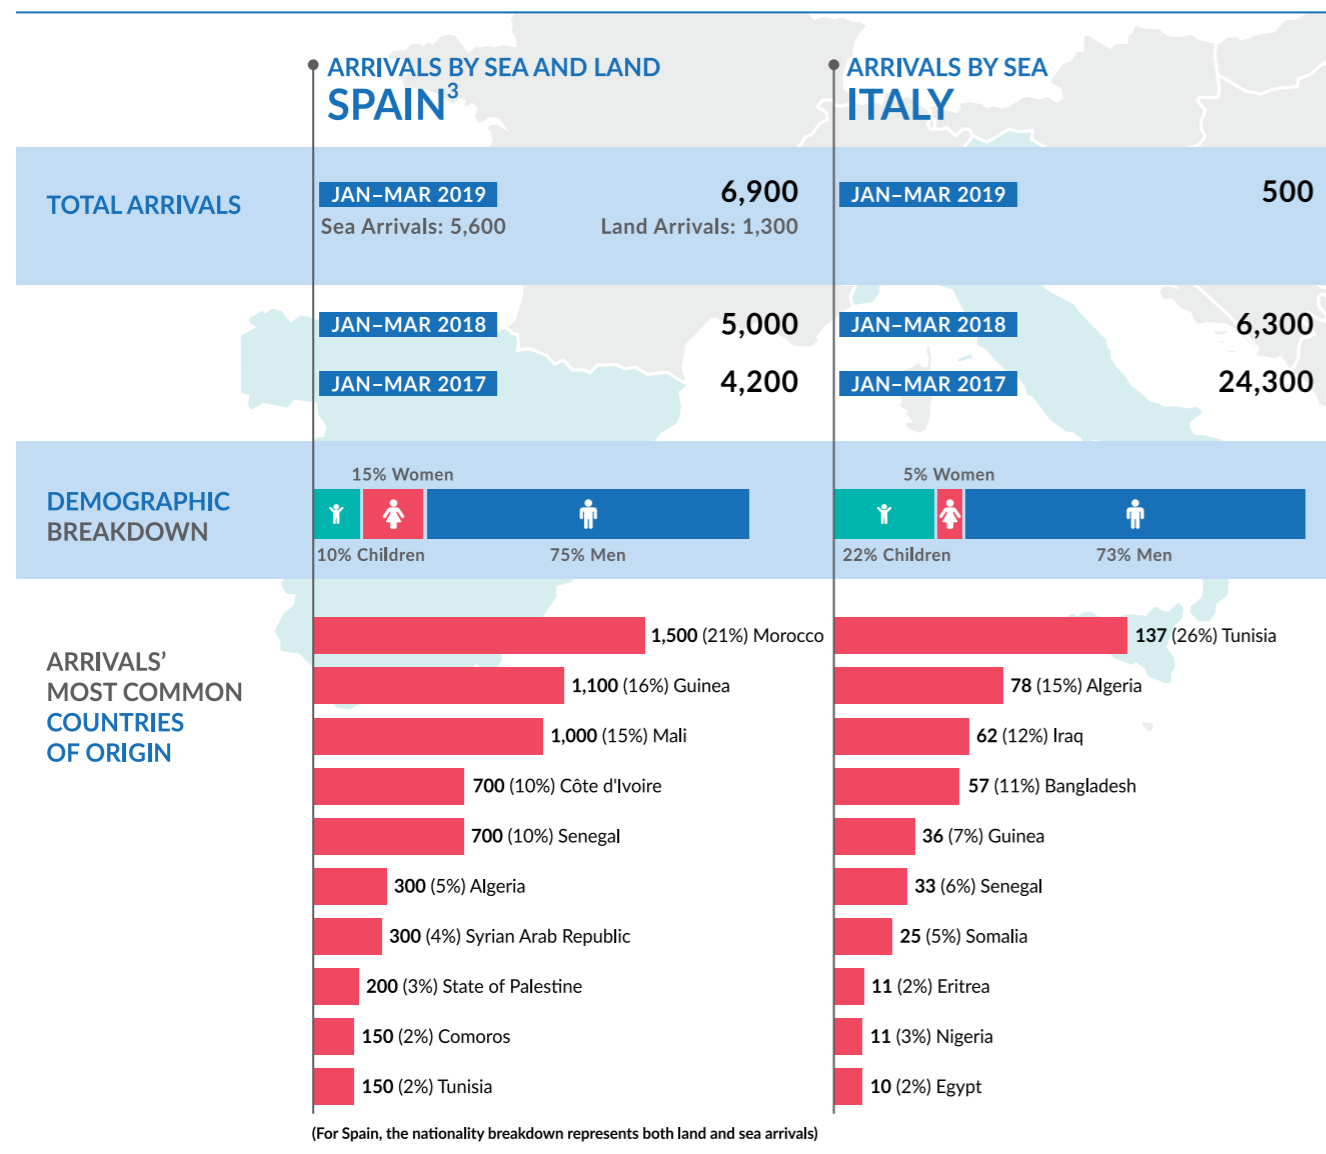 ARRIVALS BY SEA AND LAND
SPAIN3
ARRIVALS BY SEA
ITALY
TOTAL ARRIVALS
JAN–MAR 2019 6,900
Sea Arrivals: 5,600 Land Arrivals: 1,300
JAN–MAR 2019 500
JAN–MAR 2018 5,000
JAN–MAR 2018 6,300
JAN–MAR 2017 4,200
JAN–MAR 2017 24,300
DEMOGRAPHIC
BREAKDOWN
15% Women
10% Children 75% Men
5% Women
22% Children 73% Men
ARRIVALS’
MOST COMMON
COUNTRIES
OF ORIGIN
1,500 (21%) Morocco
1,100 (16%) Guinea
1,000 (15%) Mali
700 (10%) Côte d'Ivoire
700 (10%) Senegal
300 (5%) Algeria
300 (4%) Syrian Arab Republic
200 (3%) State of Palestine
150 (2%) Comoros
150 (2%) Tunisia
137 (26%) Tunisia
78 (15%) Algeria
62 (12%) Iraq
57 (11%) Bangladesh
36 (7%) Guinea
33 (6%) Senegal
25 (5%) Somalia
11 (2%) Eritrea
11 (3%) Nigeria
10 (2%) Egypt
(For Spain, the nationality breakdown represents both land and sea arrivals)